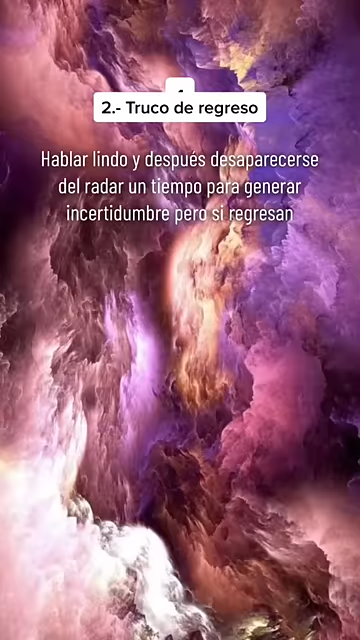 2.- Truco de regreso
Hablar lindo y después desaparecerse
del radar un tiempo para generar
incertidumbre pero si regresan